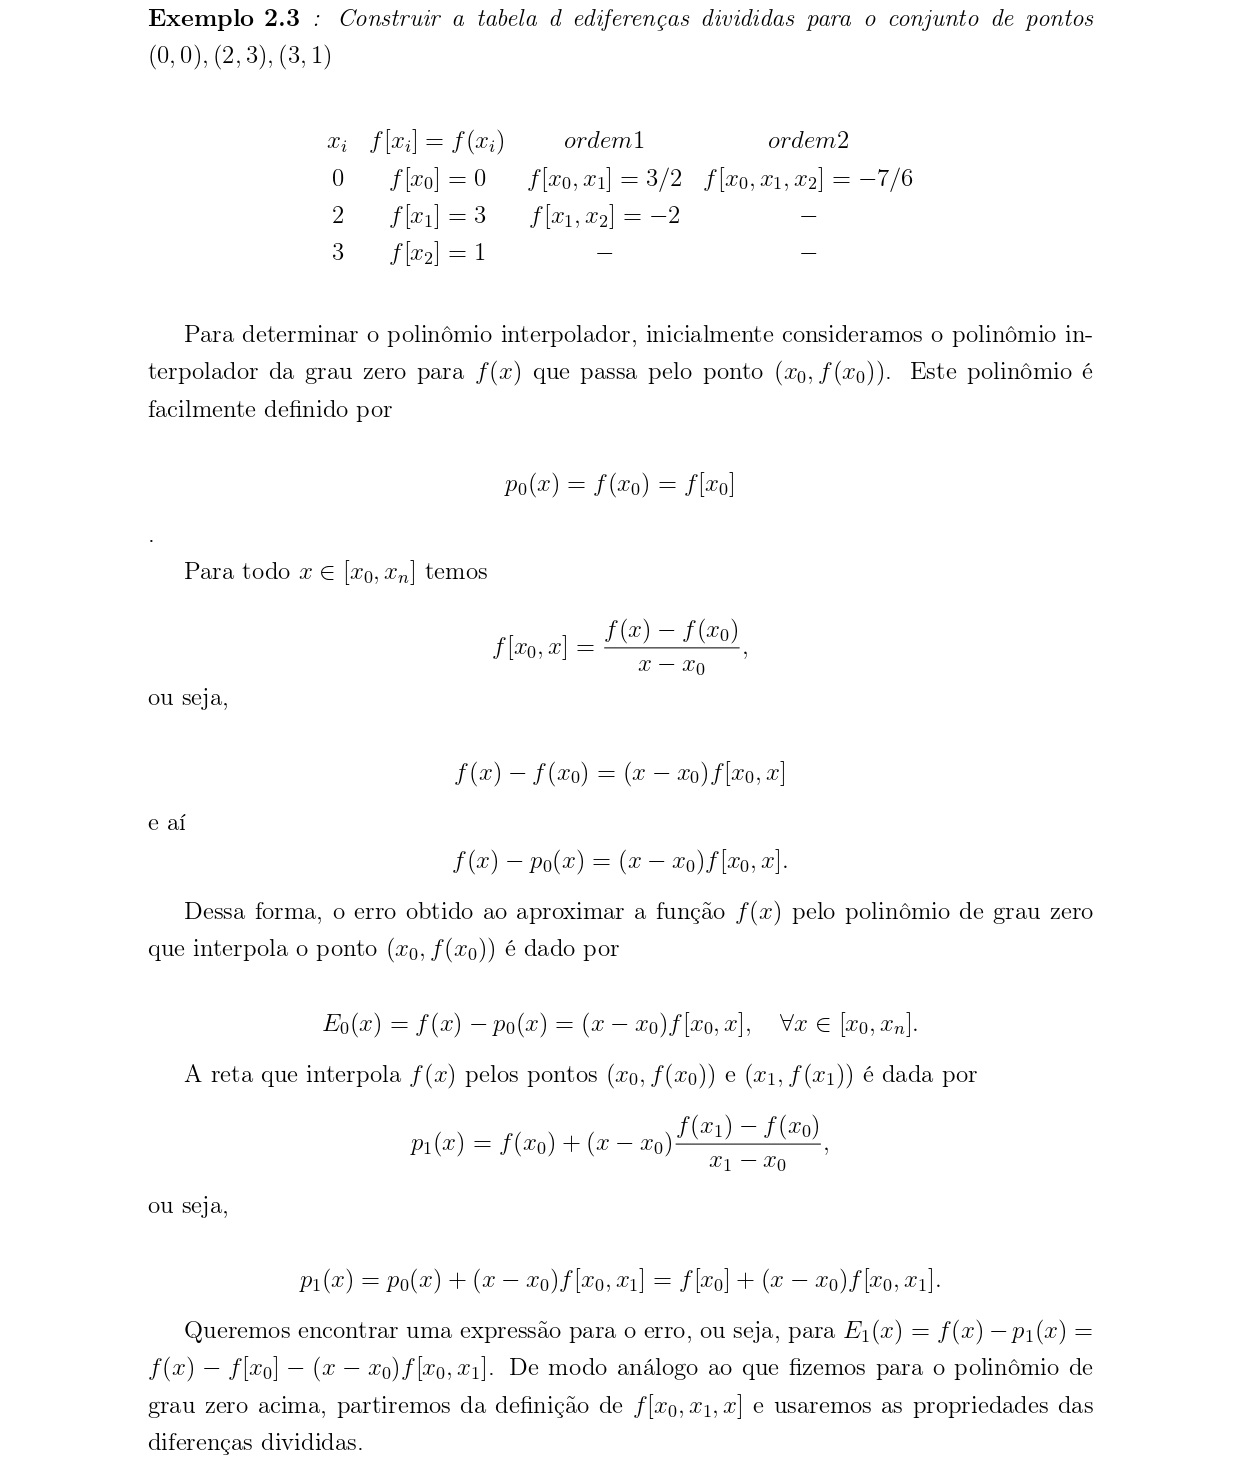 Exemplo 2.3 : Construir a tabela d ediferenças divididas para o conjunto de pontos
(0, 0), (2, 3), (3, 1)
x_i f[x_i] = f(x_i) ordem1 ordem2
0 f[x_0] = 0 f[x_0, x_1] = 3/2 f[x_0, x_1, x_2] = −7/6
2 f[x_1] = 3 f[x_1, x_2] = −2 −
3 f[x_2] = 1 − −
Para determinar o polinômio interpolador, inicialmente consideramos o polinômio in-
terpolador da grau zero para f(x) que passa pelo ponto (x_0, f(x_0)). Este polinômio é
facilmente definido por
p_0(x) = f(x_0) = f[x_0]
.
Para todo x ∈ [x_0, x_n] temos
f[x_0, x] = \frac{f(x) − f(x_0)}{x − x_0},
ou seja,
f(x) − f(x_0) = (x − x_0)f[x_0, x]
e aí
f(x) − p_0(x) = (x − x_0)f[x_0, x].
Dessa forma, o erro obtido ao aproximar a função f(x) pelo polinômio de grau zero
que interpola o ponto (x_0, f(x_0)) é dado por
E_0(x) = f(x) − p_0(x) = (x − x_0)f[x_0, x], ∀x ∈ [x_0, x_n].
A reta que interpola f(x) pelos pontos (x_0, f(x_0)) e (x_1, f(x_1)) é dada por
p_1(x) = f(x_0) + (x − x_0)\frac{f(x_1) − f(x_0)}{x_1 − x_0},
ou seja,
p_1(x) = p_0(x) + (x − x_0)f[x_0, x_1] = f[x_0] + (x − x_0)f[x_0, x_1].
Queremos encontrar uma expressão para o erro, ou seja, para E_1(x) = f(x) − p_1(x) =
f(x) − f[x_0] − (x − x_0)f[x_0, x_1]. De modo análogo ao que fizemos para o polinômio de
grau zero acima, partiremos da definição de f[x_0, x_1, x] e usaremos as propriedades das
diferenças divididas.